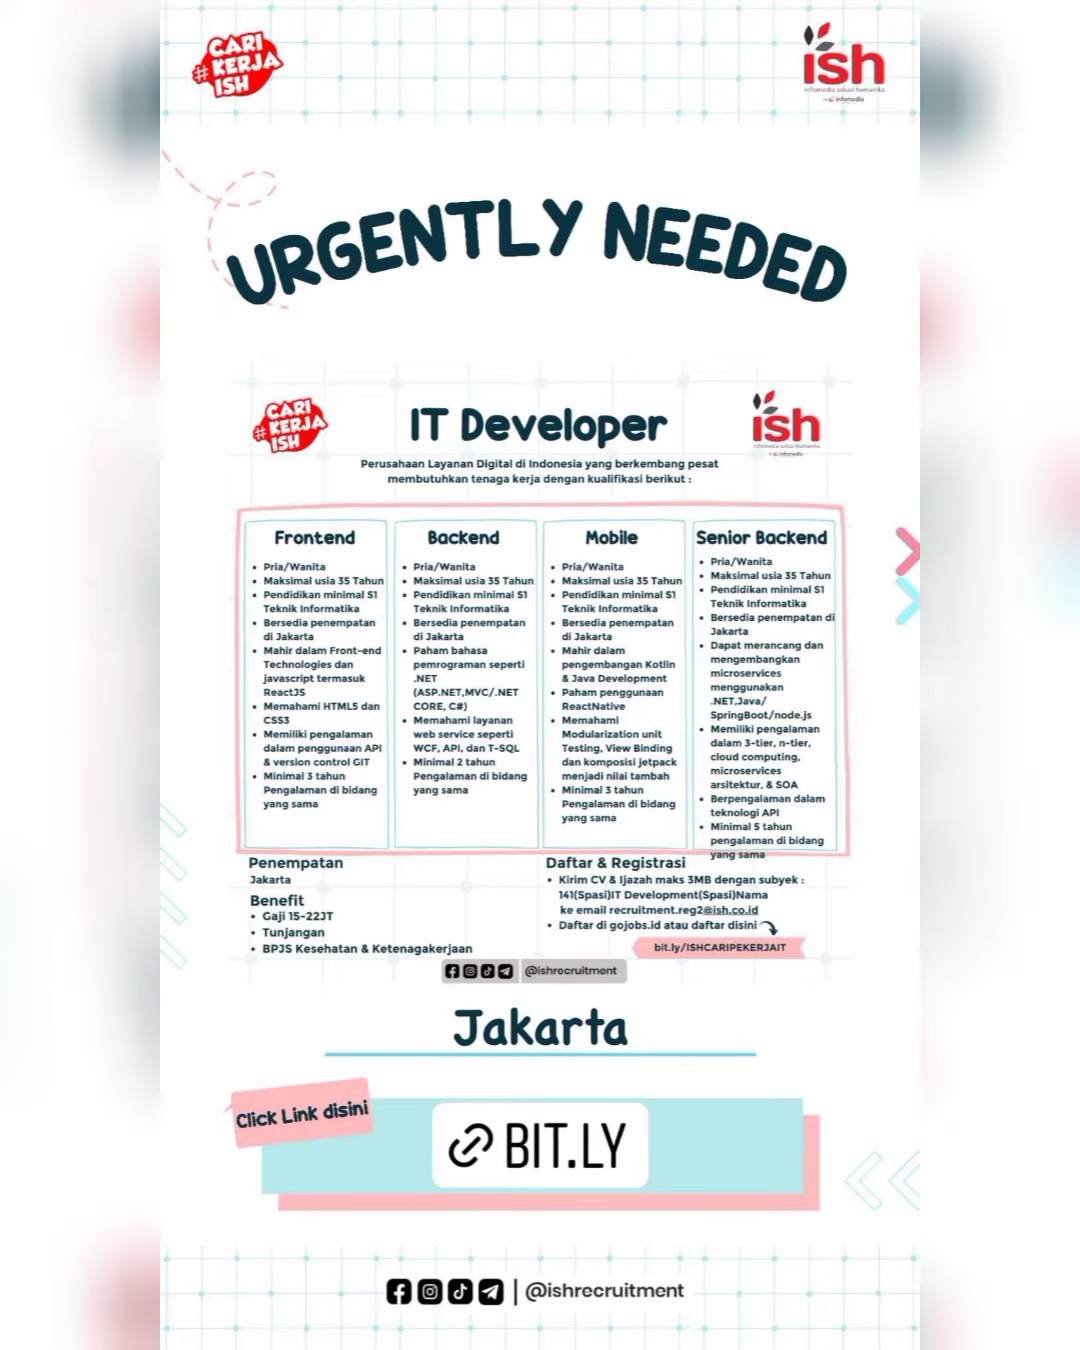 CARI
#KERJA
ISH
ish
infomedia solusi humanika
by infomedia
URGENTLY NEEDED
CARI
#KERJA
ISH
IT Developer
ish
infomedia solusi humanika
by infomedia
Perusahaan Layanan Digital di Indonesia yang berkembang pesat
membutuhkan tenaga kerja dengan kualifikasi berikut :
Frontend
• Pria/Wanita
• Maksimal usia 35 Tahun
• Pendidikan minimal S1
Teknik Informatika
• Bersedia penempatan
di Jakarta
• Mahir dalam Front-end
Technologies dan
javascript termasuk
ReactJS
• Memahami HTML5 dan
CSS3
• Memiliki pengalaman
dalam penggunaan API
& version control GIT
• Minimal 3 tahun
Pengalaman di bidang
yang sama
Backend
• Pria/Wanita
• Maksimal usia 35 Tahun
• Pendidikan minimal S1
Teknik Informatika
• Bersedia penempatan
di Jakarta
• Paham bahasa
pemrograman seperti
.NET
(ASP.NET,MVC/.NET
CORE, C#)
• Memahami layanan
web service seperti
WCF, API, dan T-SQL
• Minimal 2 tahun
Pengalaman di bidang
yang sama
Mobile
• Pria/Wanita
• Maksimal usia 35 Tahun
• Pendidikan minimal S1
Teknik Informatika
• Bersedia penempatan
di Jakarta
• Mahir dalam
pengembangan Kotlin
& Java Development
• Paham penggunaan
ReactNative
• Memahami
Modularization unit
Testing, View Binding
dan komposisi jetpack
menjadi nilai tambah
• Minimal 3 tahun
Pengalaman di bidang
yang sama
Senior Backend
• Pria/Wanita
• Maksimal usia 35 Tahun
• Pendidikan minimal S1
Teknik Informatika
• Bersedia penempatan di
Jakarta
• Dapat merancang dan
mengembangkan
microservices
menggunakan
.NET,Java/
SpringBoot/node.js
• Memiliki pengalaman
dalam 3-tier, n-tier,
cloud computing,
microservices
arsitektur, & SOA
• Berpengalaman dalam
teknologi API
• Minimal 5 tahun
pengalaman di bidang
yang sama
Penempatan
Jakarta
Benefit
• Gaji 15-22JT
• Tunjangan
• BPJS Kesehatan & Ketenagakerjaan
Daftar & Registrasi
• Kirim CV & Ijazah maks 3MB dengan subyek :
141(Spasi)IT Development(Spasi)Nama
ke email recruitment.reg2@ish.co.id
• Daftar di gojobs.id atau daftar disini
bit.ly/ISHCARIPEKERJAIT
@ishrecruitment
Jakarta
Click Link disini
BIT.LY
| @ishrecruitment